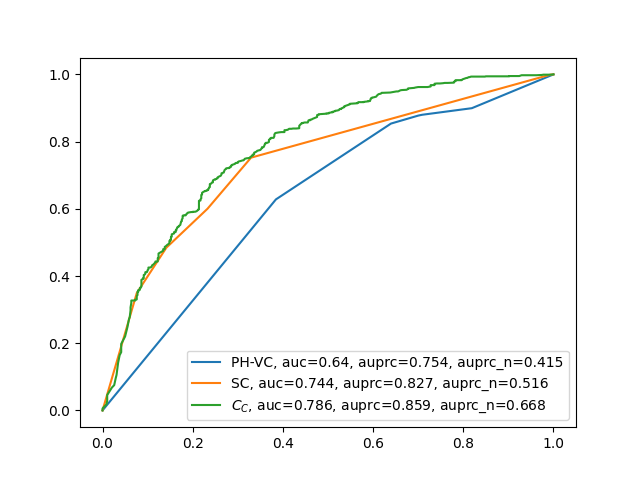 1.0
0.8
0.6
0.4
0.2
0.0
PH-VC, auc=0.64, auprc=0.754, auprc_n=0.415
SC, auc=0.744, auprc=0.827, auprc_n=0.516
C_C, auc=0.786, auprc=0.859, auprc_n=0.668
0.0 0.2 0.4 0.6 0.8 1.0